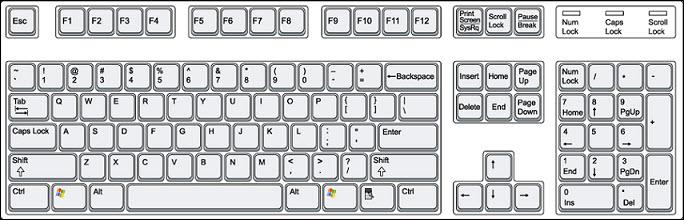 Esc F1 F2 F3 F4 F5 F6 F7 F8 F9 F10 F11 F12 Print Screen SysRq Scroll Lock Pause Break Num Lock Caps Lock Scroll Lock
~ ! @ # $ % ^ & * ( ) _ + ←Backspace Insert Home Page Up Num Lock / * -
` 1 2 3 4 5 6 7 8 9 0 - =
Tab Q W E R T Y U I O P { [ } ] | \ Delete End Page Down 7 Home 8 ↑ 9 PgUp +
Caps Lock A S D F G H J K L : ; " ' Enter 4 ← 5 6 →
Shift ⇧ Z X C V B N M < , > . ? / Shift ⇧ ↑ 1 End 2 ↓ 3 PgDn Enter
Ctrl Alt Alt Ctrl ← ↓ → 0 Ins . Del